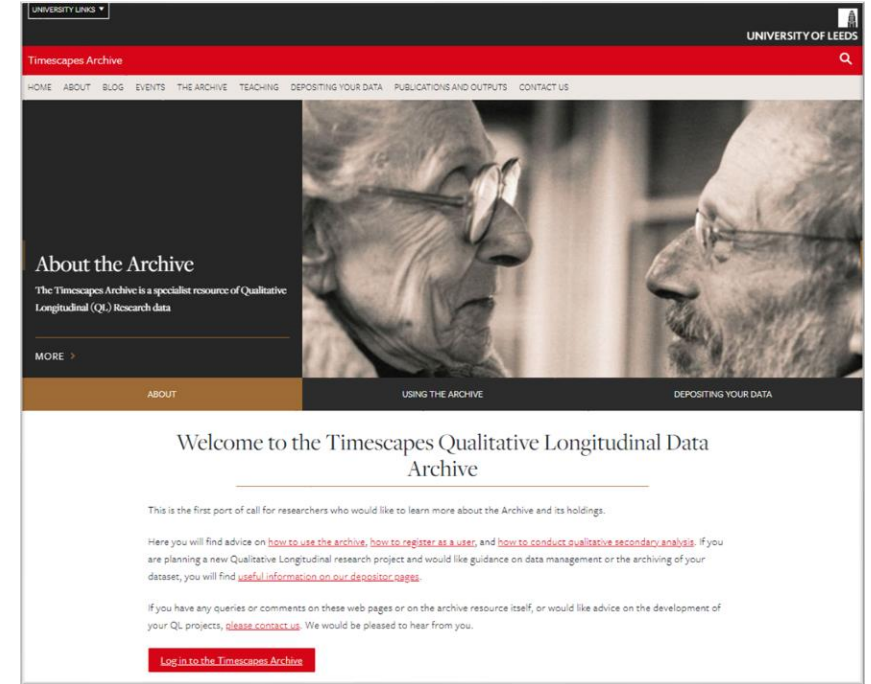 UNIVERSITY LINKS ▼
UNIVERSITY OF LEEDS
Timescapes Archive
HOME ABOUT BLOG EVENTS THE ARCHIVE TEACHING DEPOSITING YOUR DATA PUBLICATIONS AND OUTPUTS CONTACT US
About the Archive
The Timescapes Archive is a specialist resource of Qualitative
Longitudinal (QL) Research data
MORE >
ABOUT USING THE ARCHIVE DEPOSITING YOUR DATA
Welcome to the Timescapes Qualitative Longitudinal Data
Archive
This is the first port of call for researchers who would like to learn more about the Archive and its holdings.
Here you will find advice on how to use the archive, how to register as a user, and how to conduct qualitative secondary analysis. If you
are planning a new Qualitative Longitudinal research project and would like guidance on data management or the archiving of your
dataset, you will find useful information on our depositor pages.
If you have any queries or comments on these web pages or on the archive resource itself, or would like advice on the development of
your QL projects, please contact us. We would be pleased to hear from you.
Log in to the Timescapes Archive